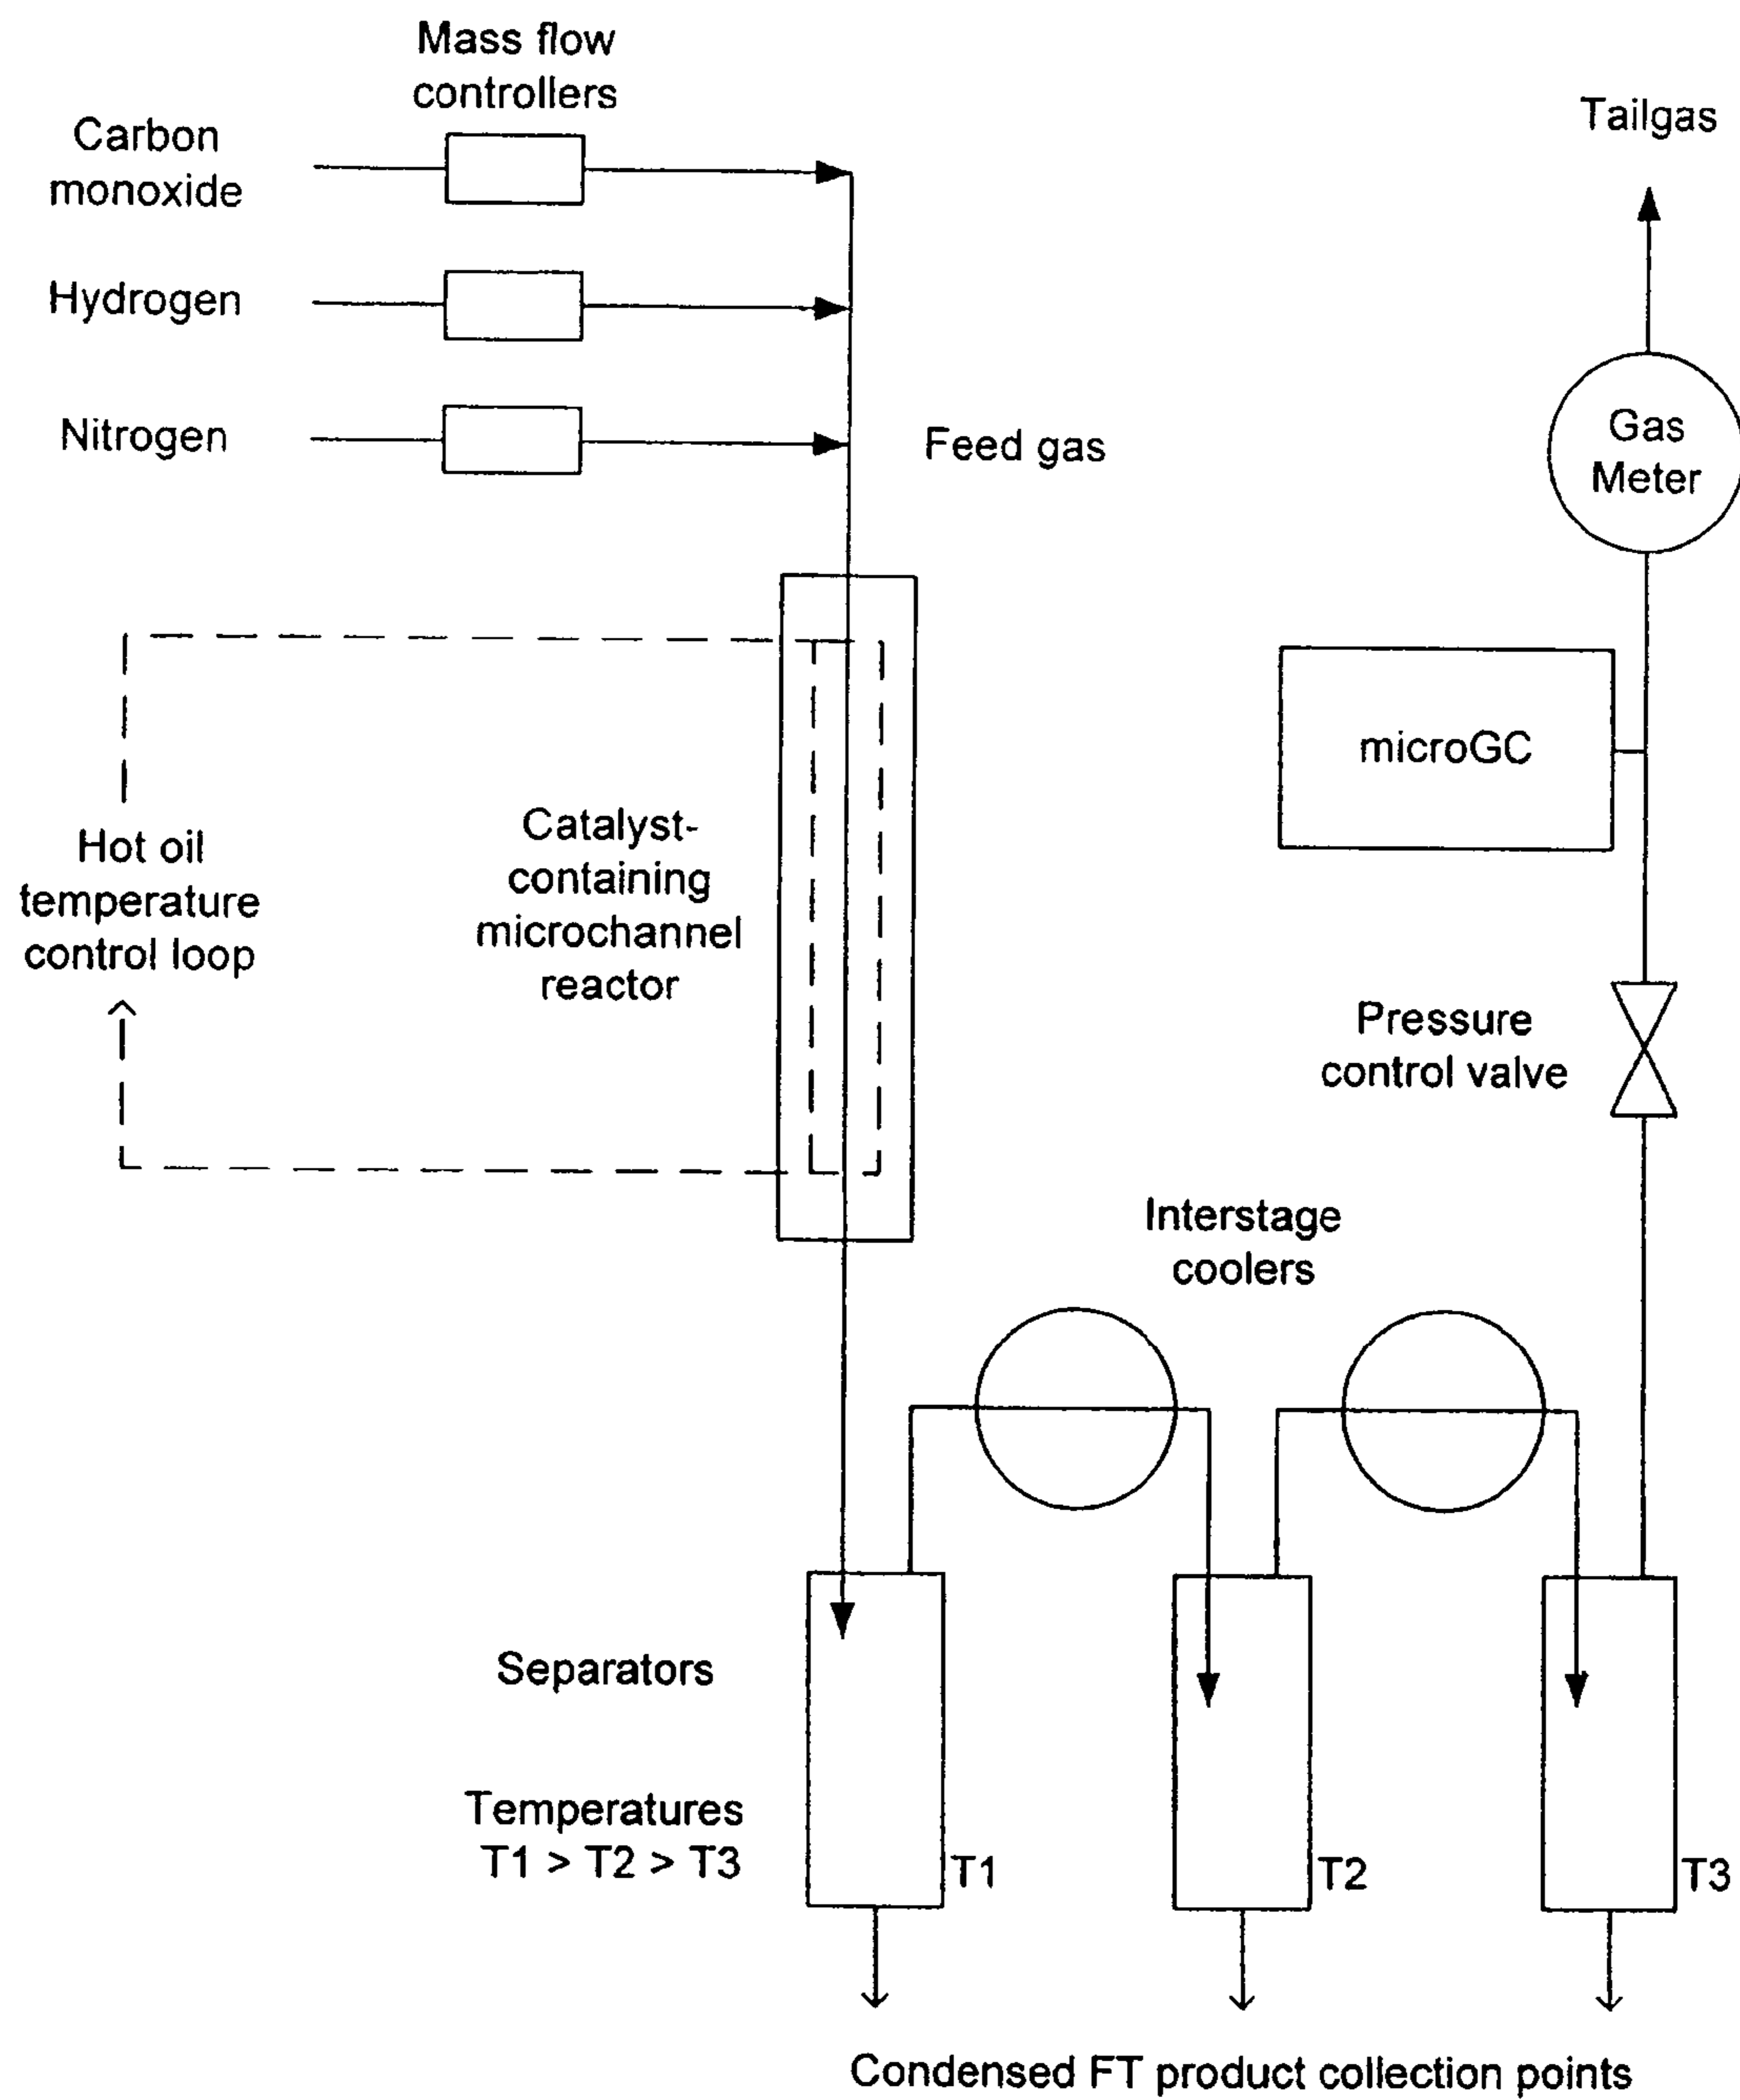 Mass flow
controllers
Carbon
monoxide
Tailgas
Hydrogen
Nitrogen
Feed gas
Gas
Meter
microGC
Hot oil
temperature
control loop
Catalyst-
containing
microchannel
reactor
Pressure
control valve
Interstage
coolers
Separators
Temperatures
T1 > T2 > T3
T1
T2
T3
Condensed FT product collection points